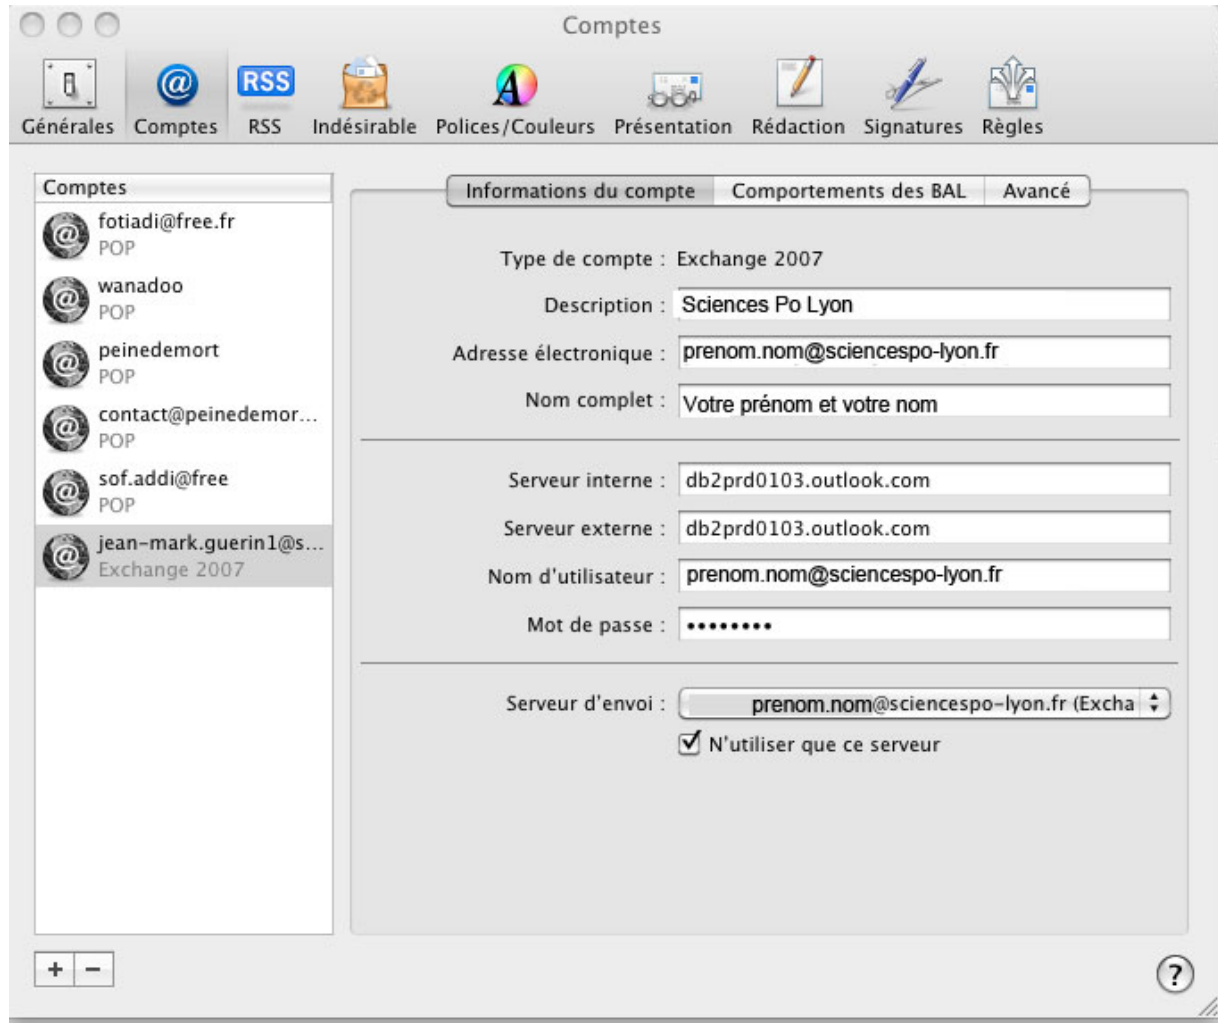 Comptes
Générales Comptes RSS Indésirable Polices/Couleurs Présentation Rédaction Signatures Règles
Comptes
fotiadi@free.fr
POP
wanadoo
POP
peinedemort
POP
contact@peinedemor...
POP
sof.addi@free
POP
jean-mark.guerin1@s...
Exchange 2007
Informations du compte Comportements des BAL Avancé
Type de compte : Exchange 2007
Description : Sciences Po Lyon
Adresse électronique : prenom.nom@sciencespo-lyon.fr
Nom complet : Votre prénom et votre nom
Serveur interne : db2prd0103.outlook.com
Serveur externe : db2prd0103.outlook.com
Nom d'utilisateur : prenom.nom@sciencespo-lyon.fr
Mot de passe : ••••••••
Serveur d'envoi : prenom.nom@sciencespo-lyon.fr (Excha
N'utiliser que ce serveur
+ − ?